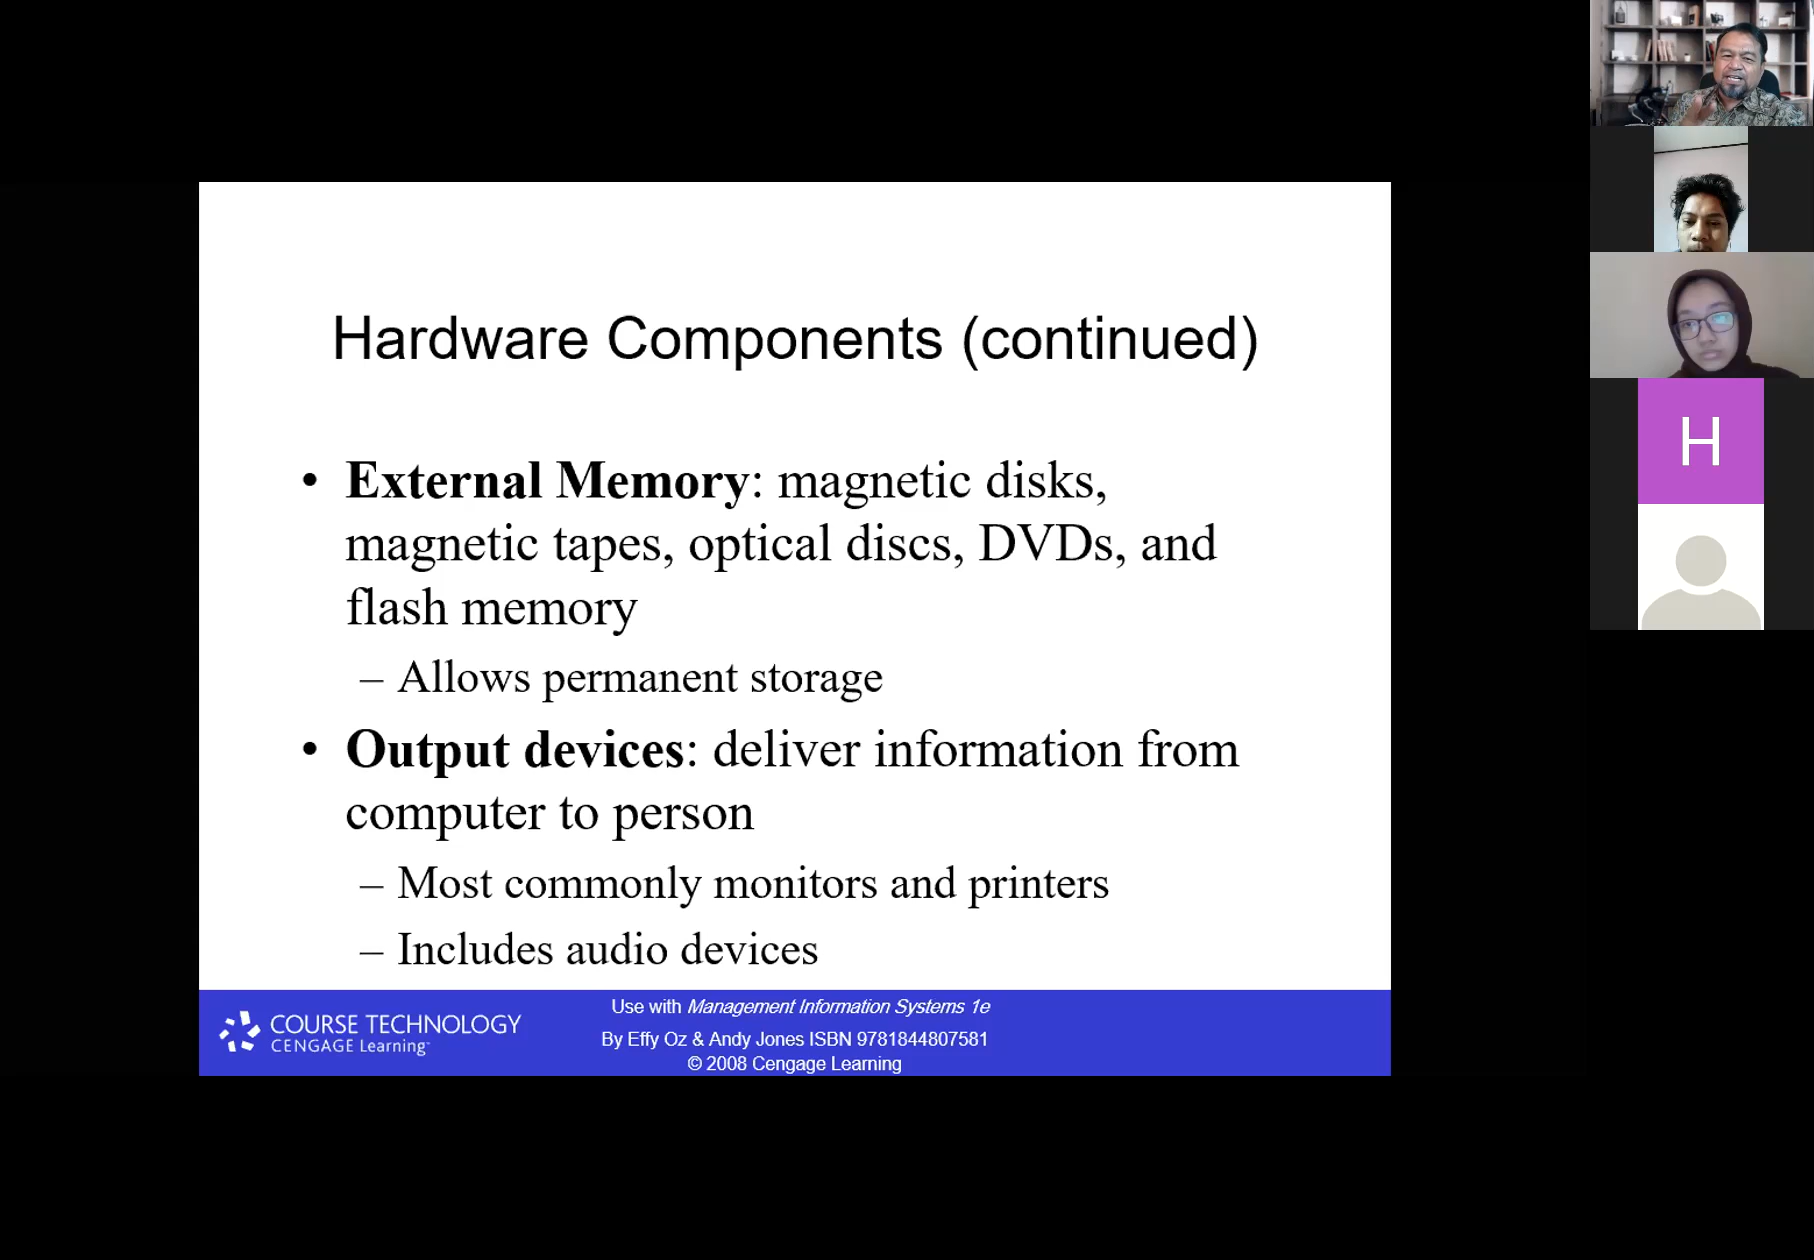 Hardware Components (continued)
• External Memory: magnetic disks,
magnetic tapes, optical discs, DVDs, and
flash memory
– Allows permanent storage
• Output devices: deliver information from
computer to person
– Most commonly monitors and printers
– Includes audio devices
COURSE TECHNOLOGY
CENGAGE Learning™
Use with Management Information Systems 1e
By Effy Oz & Andy Jones ISBN 9781844807581
© 2008 Cengage Learning
H